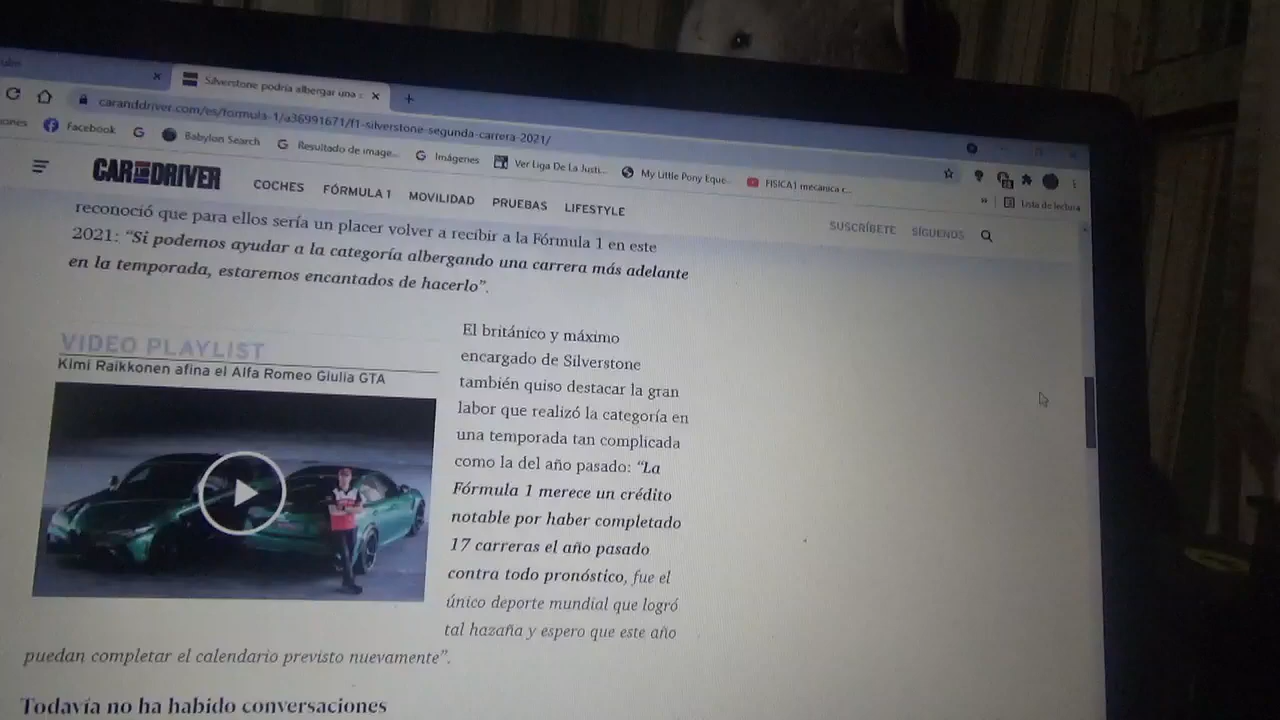 Silverstone podría albergar una s
caranddriver.com/es/formula-1/a36991671/f1-silverstone-segunda-carrera-2021/
Facebook
Babylon Search
Resultado de image...
Imágenes
Ver Liga De La Justi...
My Little Pony Eque...
FISICA1 mecanica c...
»
Lista de lectura
CAR AND DRIVER
COCHES
FÓRMULA 1
MOVILIDAD
PRUEBAS
LIFESTYLE
SUSCRÍBETE
SÍGUENOS
reconoció que para ellos sería un placer volver a recibir a la Fórmula 1 en este
2021: “Si podemos ayudar a la categoría albergando una carrera más adelante
en la temporada, estaremos encantados de hacerlo”.
VIDEO PLAYLIST
Kimi Raikkonen afina el Alfa Romeo Giulia GTA
El británico y máximo
encargado de Silverstone
también quiso destacar la gran
labor que realizó la categoría en
una temporada tan complicada
como la del año pasado: “La
Fórmula 1 merece un crédito
notable por haber completado
17 carreras el año pasado
contra todo pronóstico, fue el
único deporte mundial que logró
tal hazaña y espero que este año
puedan completar el calendario previsto nuevamente”.
Todavía no ha habido conversaciones